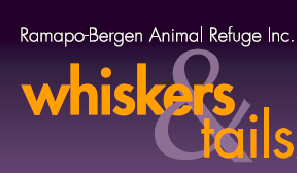 Ramapo-Bergen Animal Refuge Inc.
whiskers
&
tails